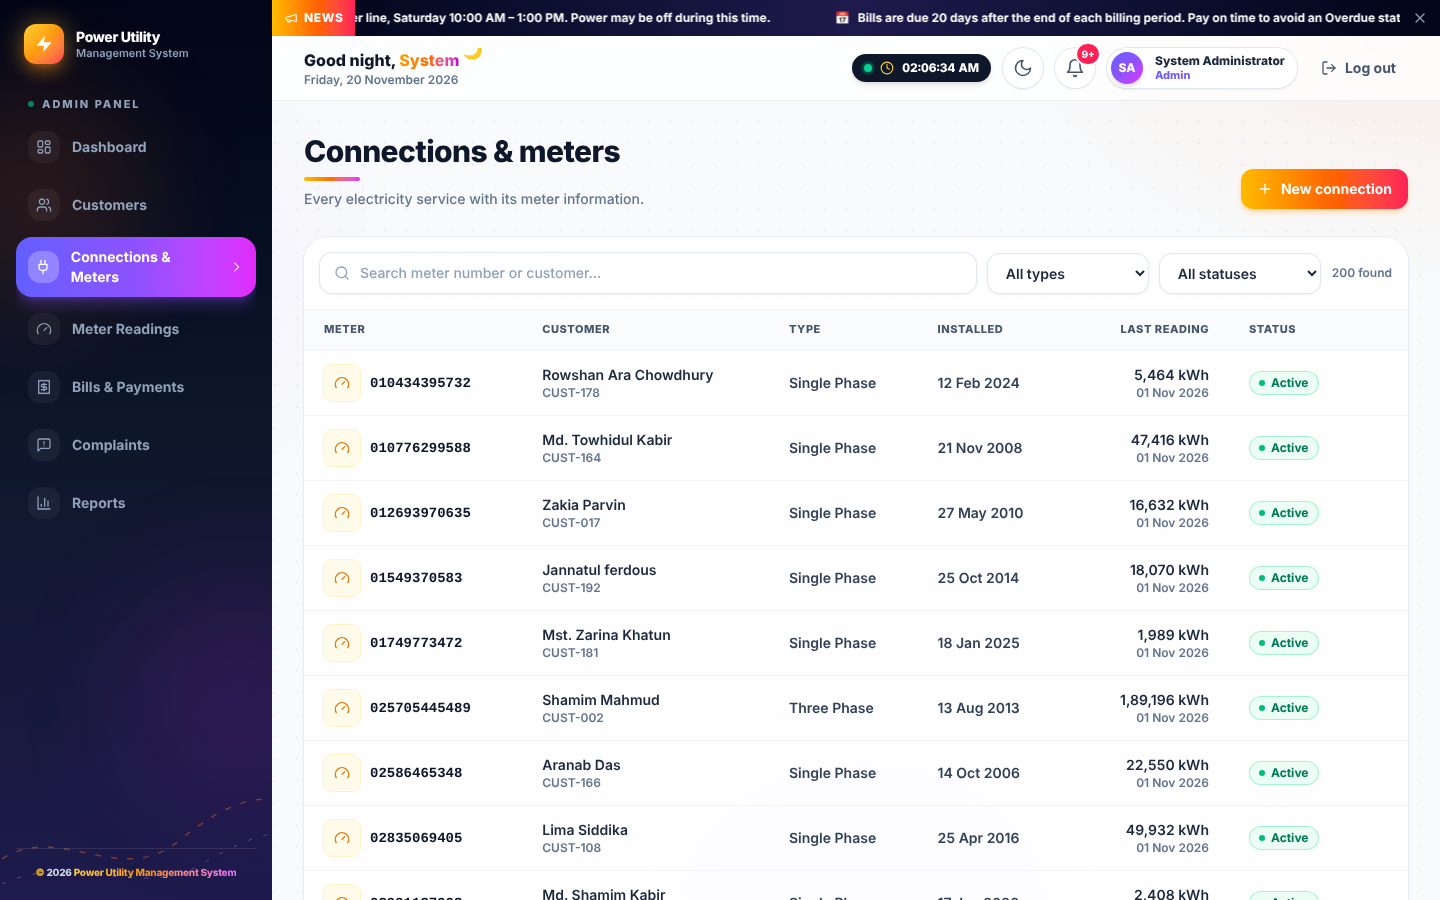 Power Utility
Management System
ADMIN PANEL
Dashboard
Customers
Connections &
Meters
Meter Readings
Bills & Payments
Complaints
Reports
© 2026 Power Utility Management System
NEWS
er line, Saturday 10:00 AM – 1:00 PM. Power may be off during this time.
Bills are due 20 days after the end of each billing period. Pay on time to avoid an Overdue stat
Good night, System
Friday, 20 November 2026
02:06:34 AM
9+
SA
System Administrator
Admin
Log out
Connections & meters
Every electricity service with its meter information.
New connection
Search meter number or customer...
All types
All statuses
200 found
METER CUSTOMER TYPE INSTALLED LAST READING STATUS
010434395732 Rowshan Ara Chowdhury CUST-178 Single Phase 12 Feb 2024 5,464 kWh 01 Nov 2026 Active
010776299588 Md. Towhidul Kabir CUST-164 Single Phase 21 Nov 2008 47,416 kWh 01 Nov 2026 Active
012693970635 Zakia Parvin CUST-017 Single Phase 27 May 2010 16,632 kWh 01 Nov 2026 Active
01549370583 Jannatul ferdous CUST-192 Single Phase 25 Oct 2014 18,070 kWh 01 Nov 2026 Active
01749773472 Mst. Zarina Khatun CUST-181 Single Phase 18 Jan 2025 1,989 kWh 01 Nov 2026 Active
025705445489 Shamim Mahmud CUST-002 Three Phase 13 Aug 2013 1,89,196 kWh 01 Nov 2026 Active
02586465348 Aranab Das CUST-166 Single Phase 14 Oct 2006 22,550 kWh 01 Nov 2026 Active
02835069405 Lima Siddika CUST-108 Single Phase 25 Apr 2016 49,932 kWh 01 Nov 2026 Active
Md. Shamim Kabir 2,408 kWh